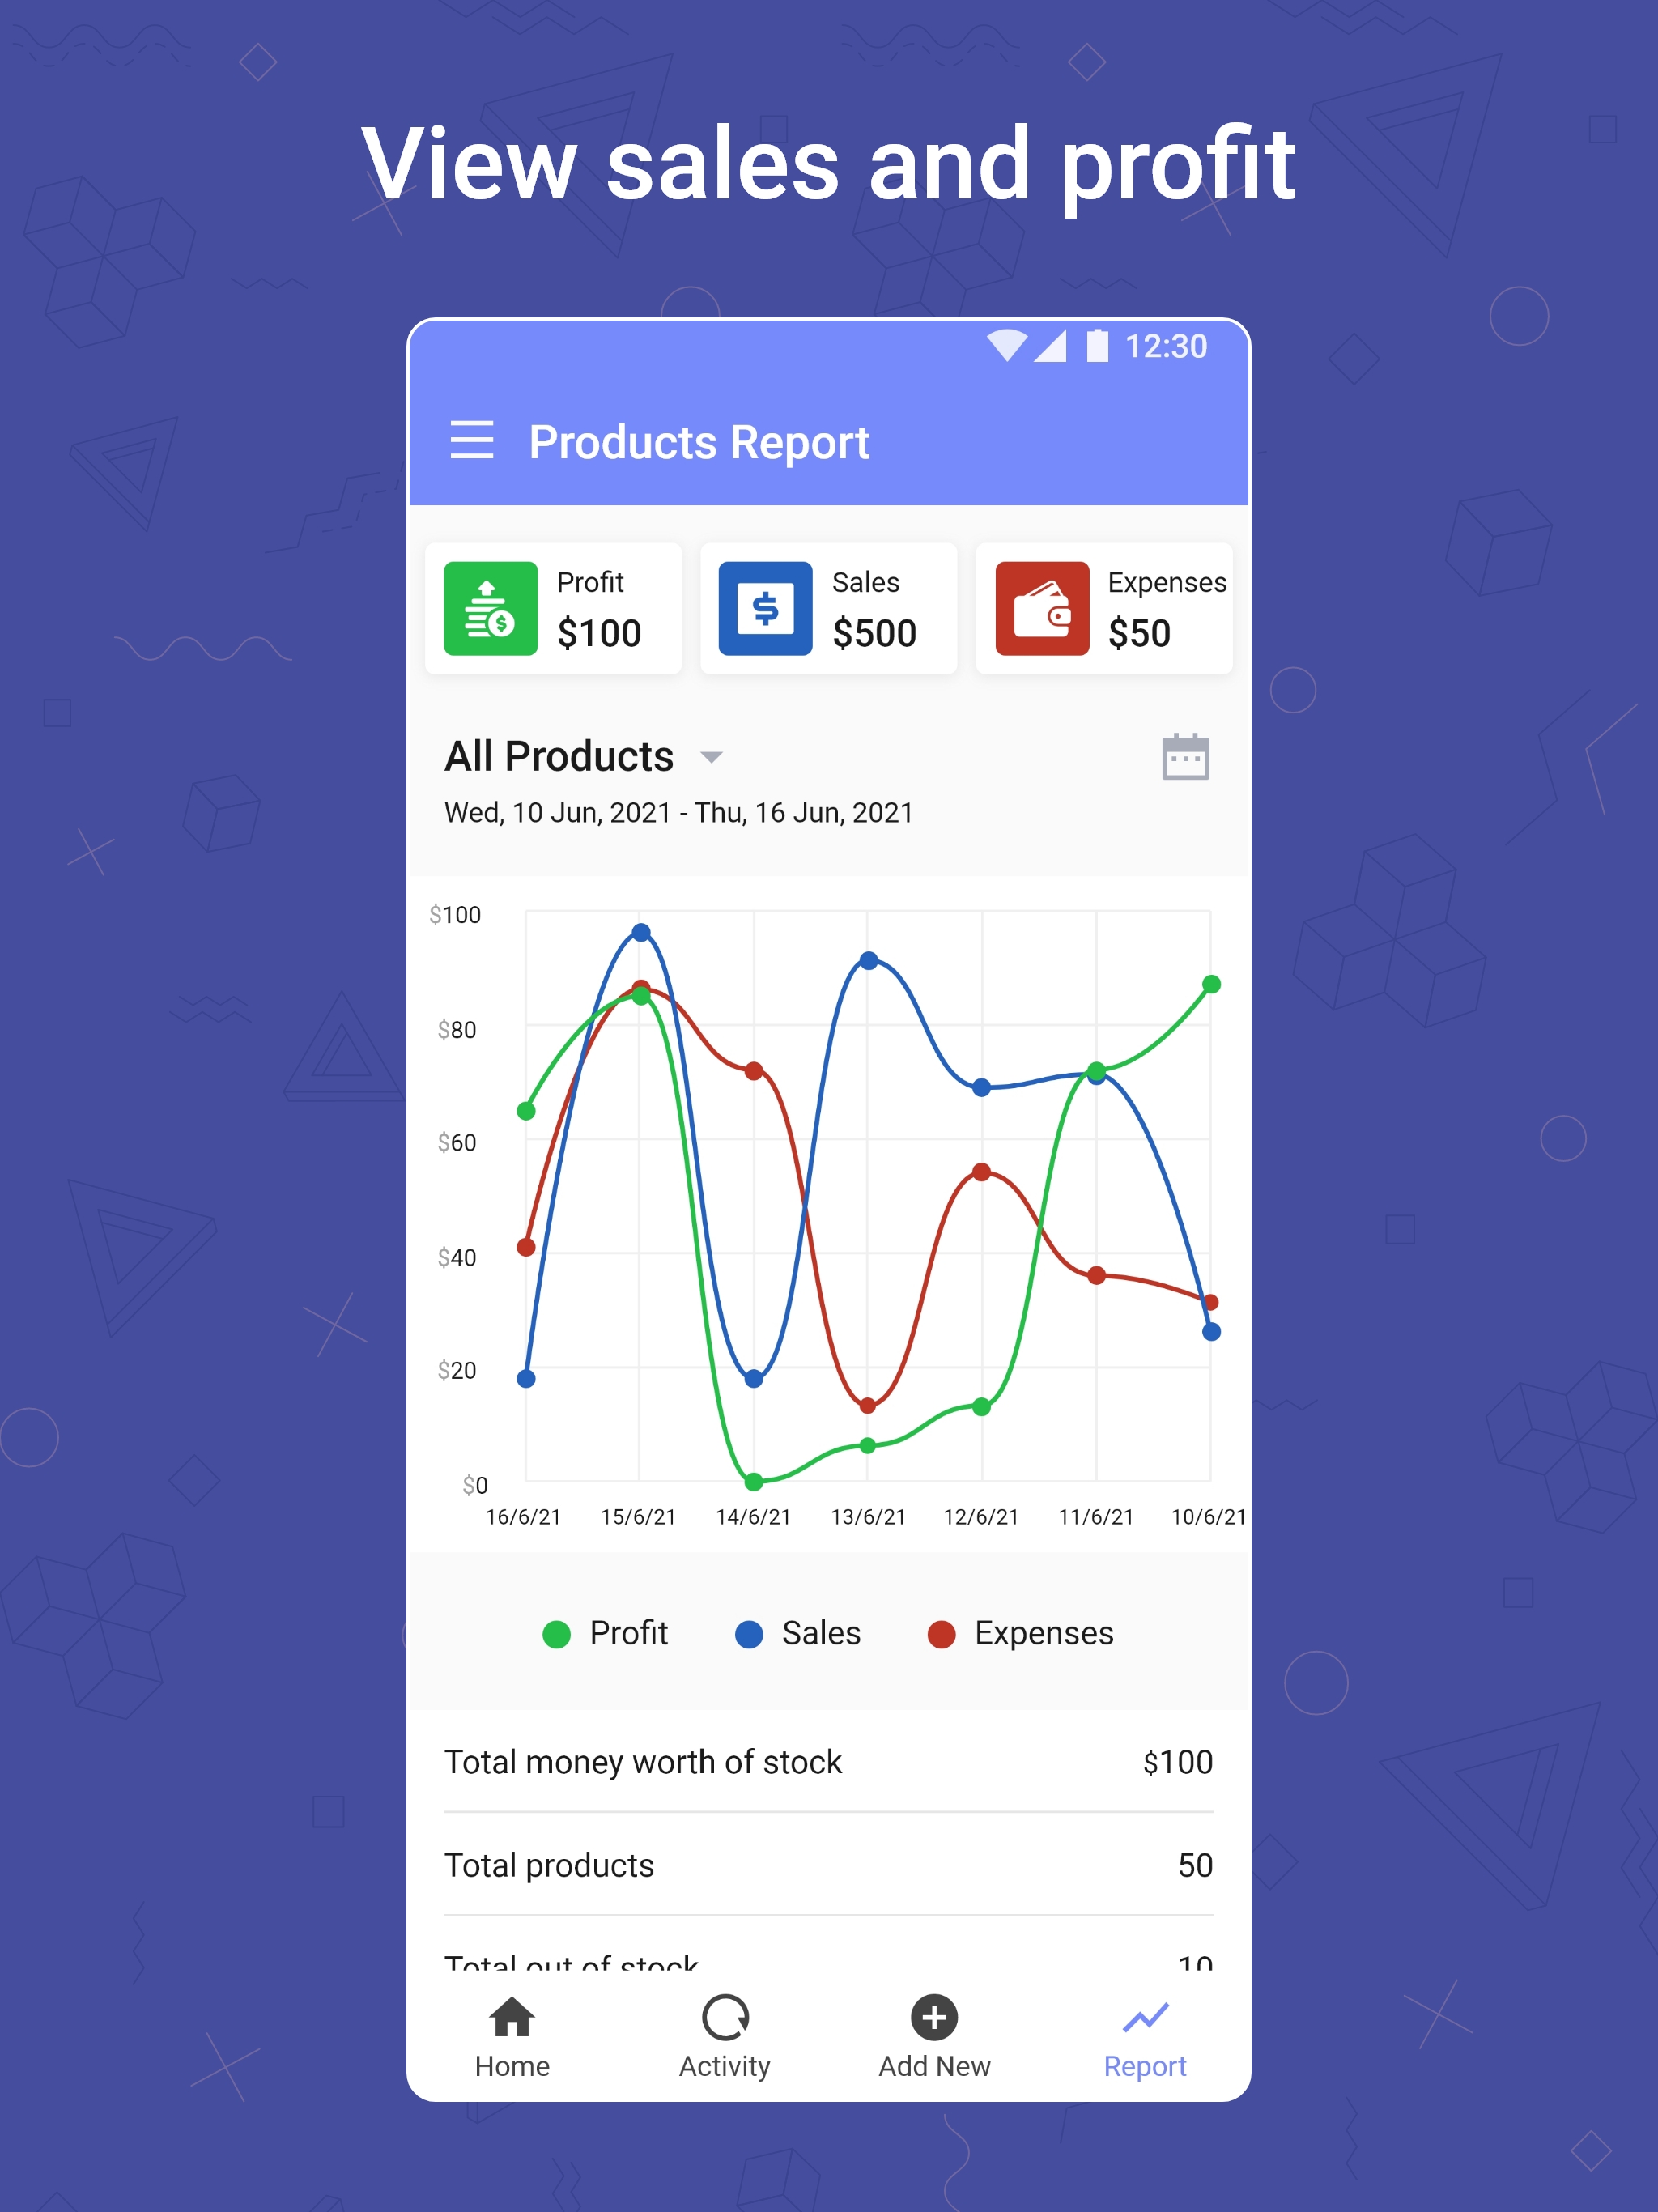 View sales and profit
12:30
Products Report
Profit
$100
Sales
$500
Expenses
$50
All Products
Wed, 10 Jun, 2021 - Thu, 16 Jun, 2021
$100
$80
$60
$40
$20
$0
16/6/21 15/6/21 14/6/21 13/6/21 12/6/21 11/6/21 10/6/21
Profit Sales Expenses
Total money worth of stock $100
Total products 50
Total out of stock 10
Home Activity Add New Report